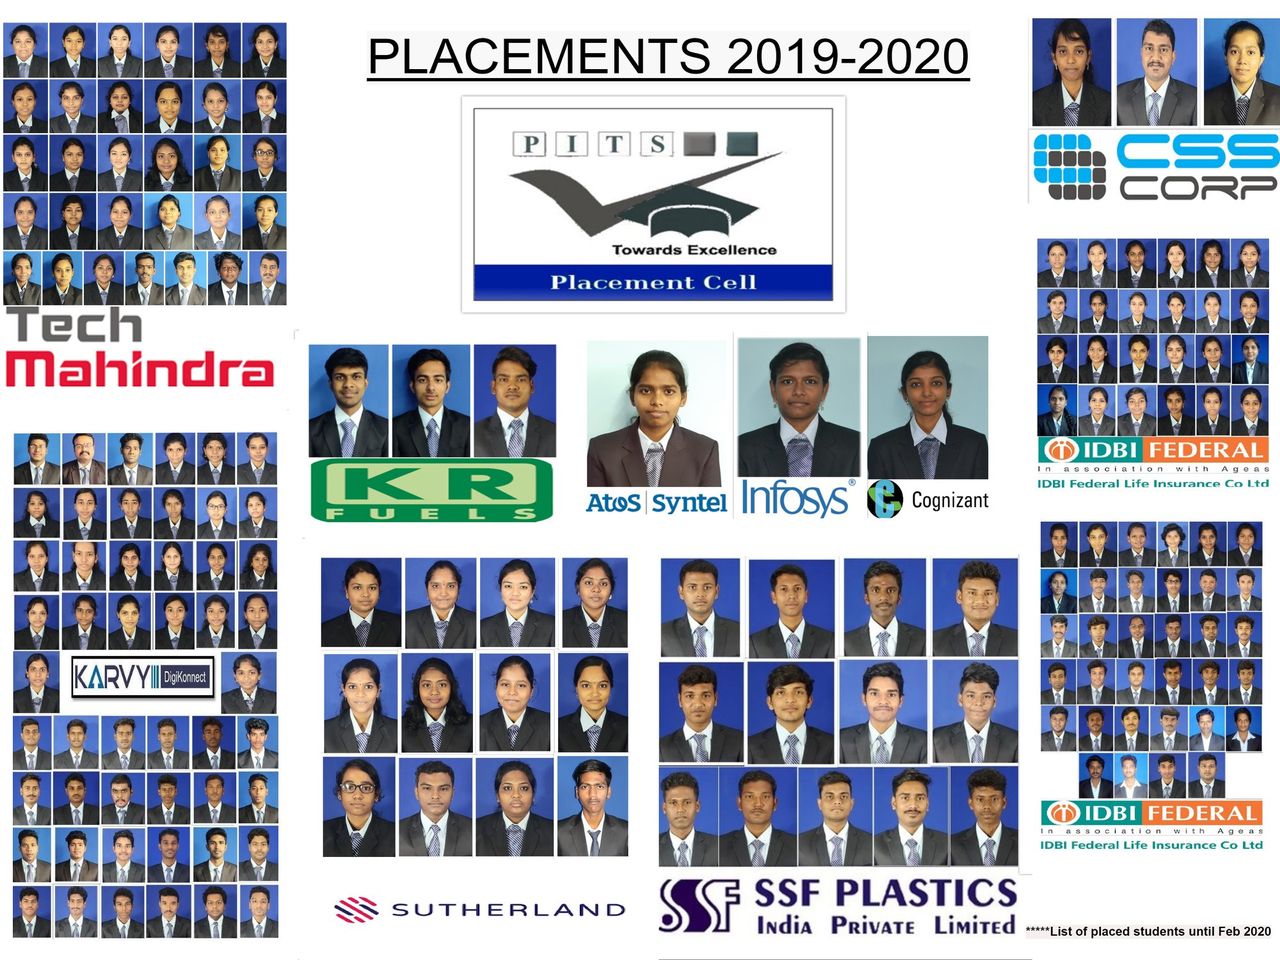 PLACEMENTS 2019-2020
PITS
Towards Excellence
Placement Cell
CSS
CORP
Tech
Mahindra
KR
FUELS
Atos | Syntel
Infosys®
Cognizant
IDBI FEDERAL
In association with Ageas
IDBI Federal Life Insurance Co Ltd
KARVY DigiKonnect
IDBI FEDERAL
In association with Ageas
IDBI Federal Life Insurance Co Ltd
SUTHERLAND
SSF SSF PLASTICS
India Private Limited
*****List of placed students until Feb 2020